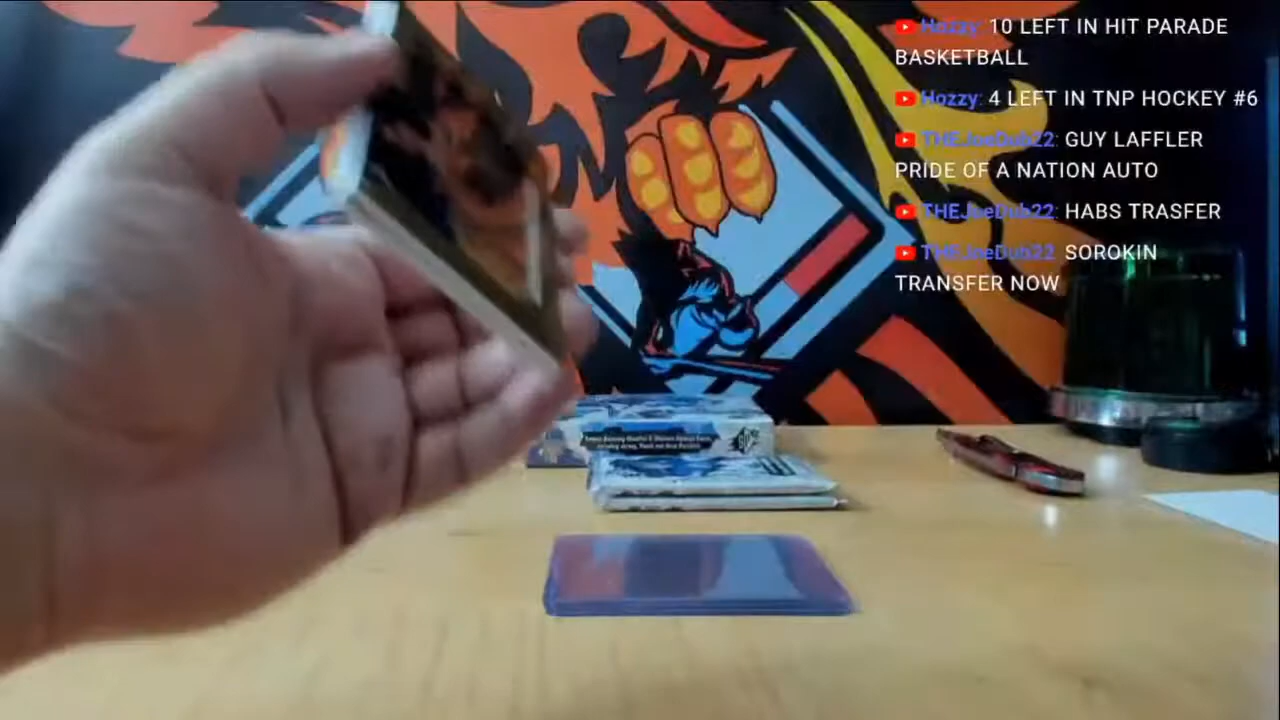 Hozzy: 10 LEFT IN HIT PARADE
BASKETBALL
Hozzy: 4 LEFT IN TNP HOCKEY #6
THEJoeDub22: GUY LAFFLER
PRIDE OF A NATION AUTO
THEJoeDub22: HABS TRASFER
THEJoeDub22: SOROKIN
TRANSFER NOW